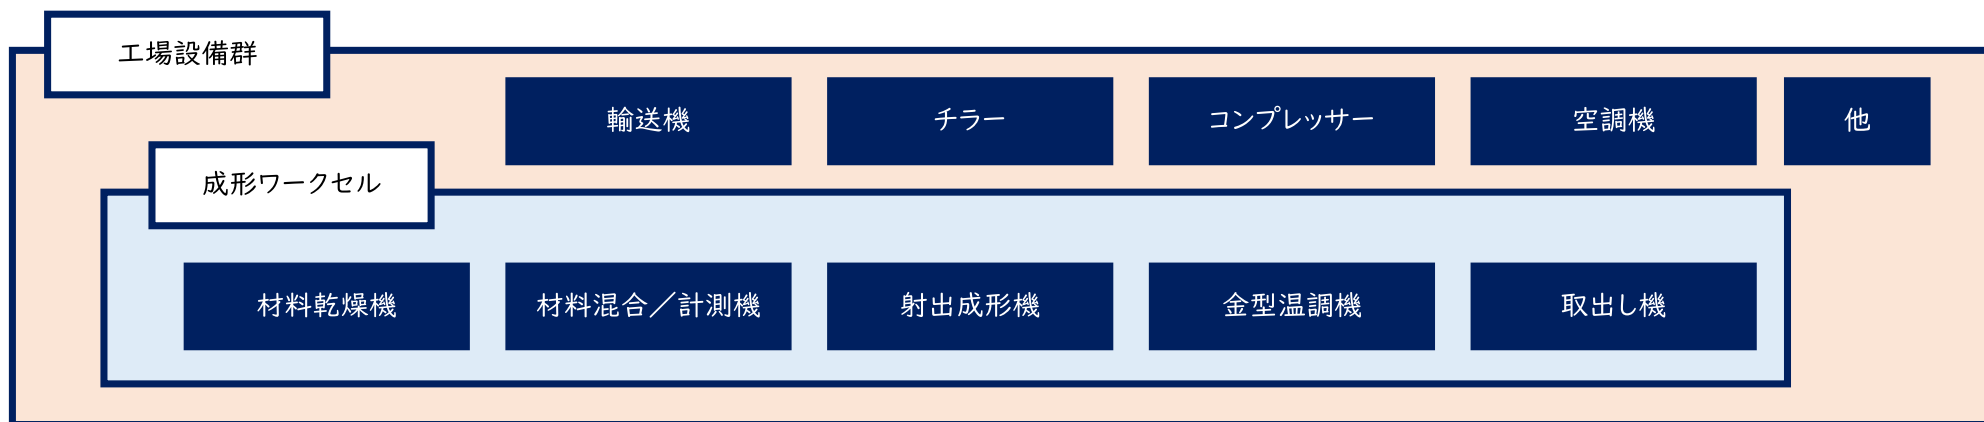 工場設備群
輸送機
チラー
コンプレッサー
空調機
他
成形ワークセル
材料乾燥機
材料混合／計測機
射出成形機
金型温調機
取出し機